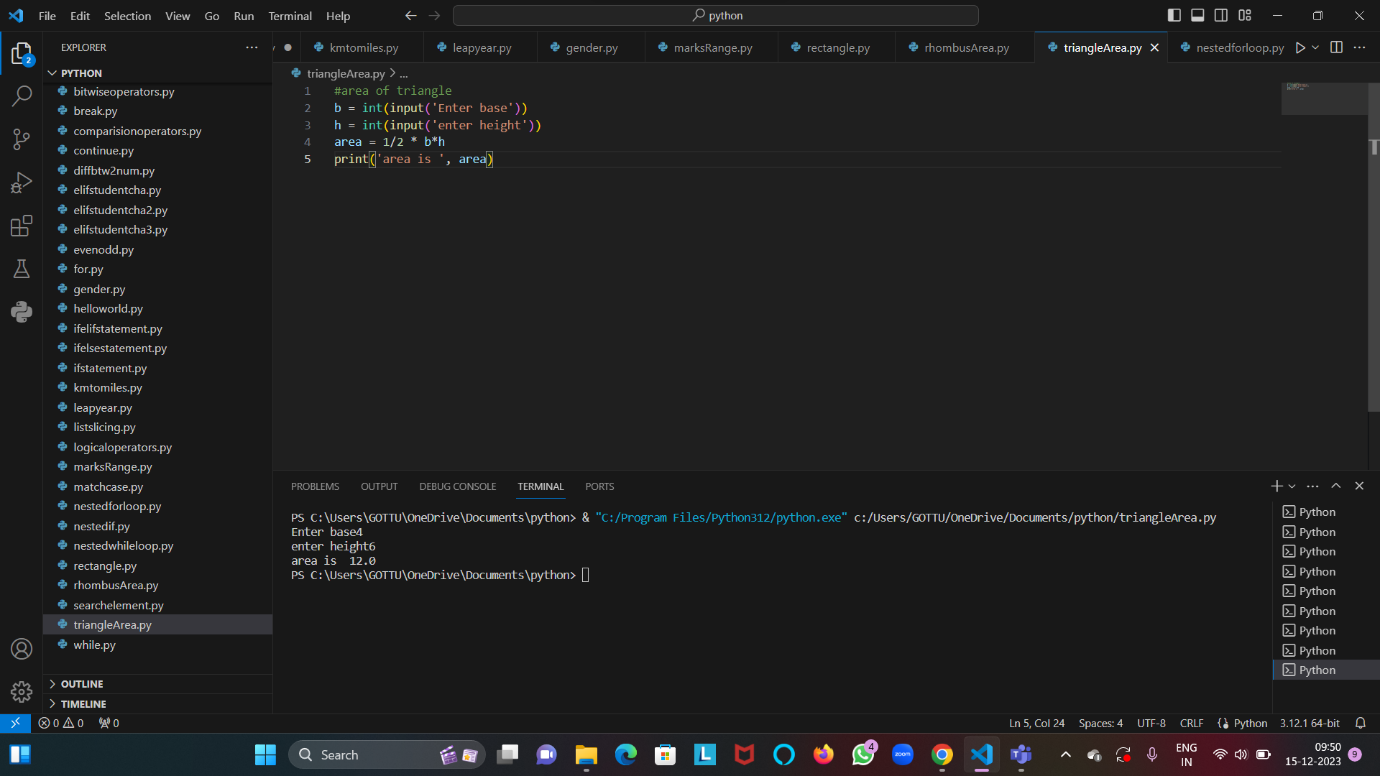 File Edit Selection View Go Run Terminal Help
python
EXPLORER
kmtomiles.py leapyear.py gender.py marksRange.py rectangle.py rhombusArea.py triangleArea.py nestedforloop.py
PYTHON
bitwiseoperators.py
break.py
comparisionoperators.py
continue.py
diffbtw2num.py
elifstudentcha.py
elifstudentcha2.py
elifstudentcha3.py
evenodd.py
for.py
gender.py
helloworld.py
ifelifstatement.py
ifelsestatement.py
ifstatement.py
kmtomiles.py
leapyear.py
listslicing.py
logicaloperators.py
marksRange.py
matchcase.py
nestedforloop.py
nestedif.py
nestedwhileloop.py
rectangle.py
rhombusArea.py
searchelement.py
triangleArea.py
while.py
OUTLINE
TIMELINE
triangleArea.py > ...
1 #area of triangle
2 b = int(input('Enter base'))
3 h = int(input('enter height'))
4 area = 1/2 * b*h
5 print('area is ', area)
PROBLEMS OUTPUT DEBUG CONSOLE TERMINAL PORTS
PS C:\Users\GOTTU\OneDrive\Documents\python> & "C:/Program Files/Python312/python.exe" c:/Users/GOTTU/OneDrive/Documents/python/triangleArea.py
Enter base4
enter height6
area is  12.0
PS C:\Users\GOTTU\OneDrive\Documents\python>
Python
Python
Python
Python
Python
Python
Python
Python
Python
2
0 0 0
Ln 5, Col 24 Spaces: 4 UTF-8 CRLF Python 3.12.1 64-bit
Search
L
4
zoom
ENG
IN
09:50
15-12-2023
9